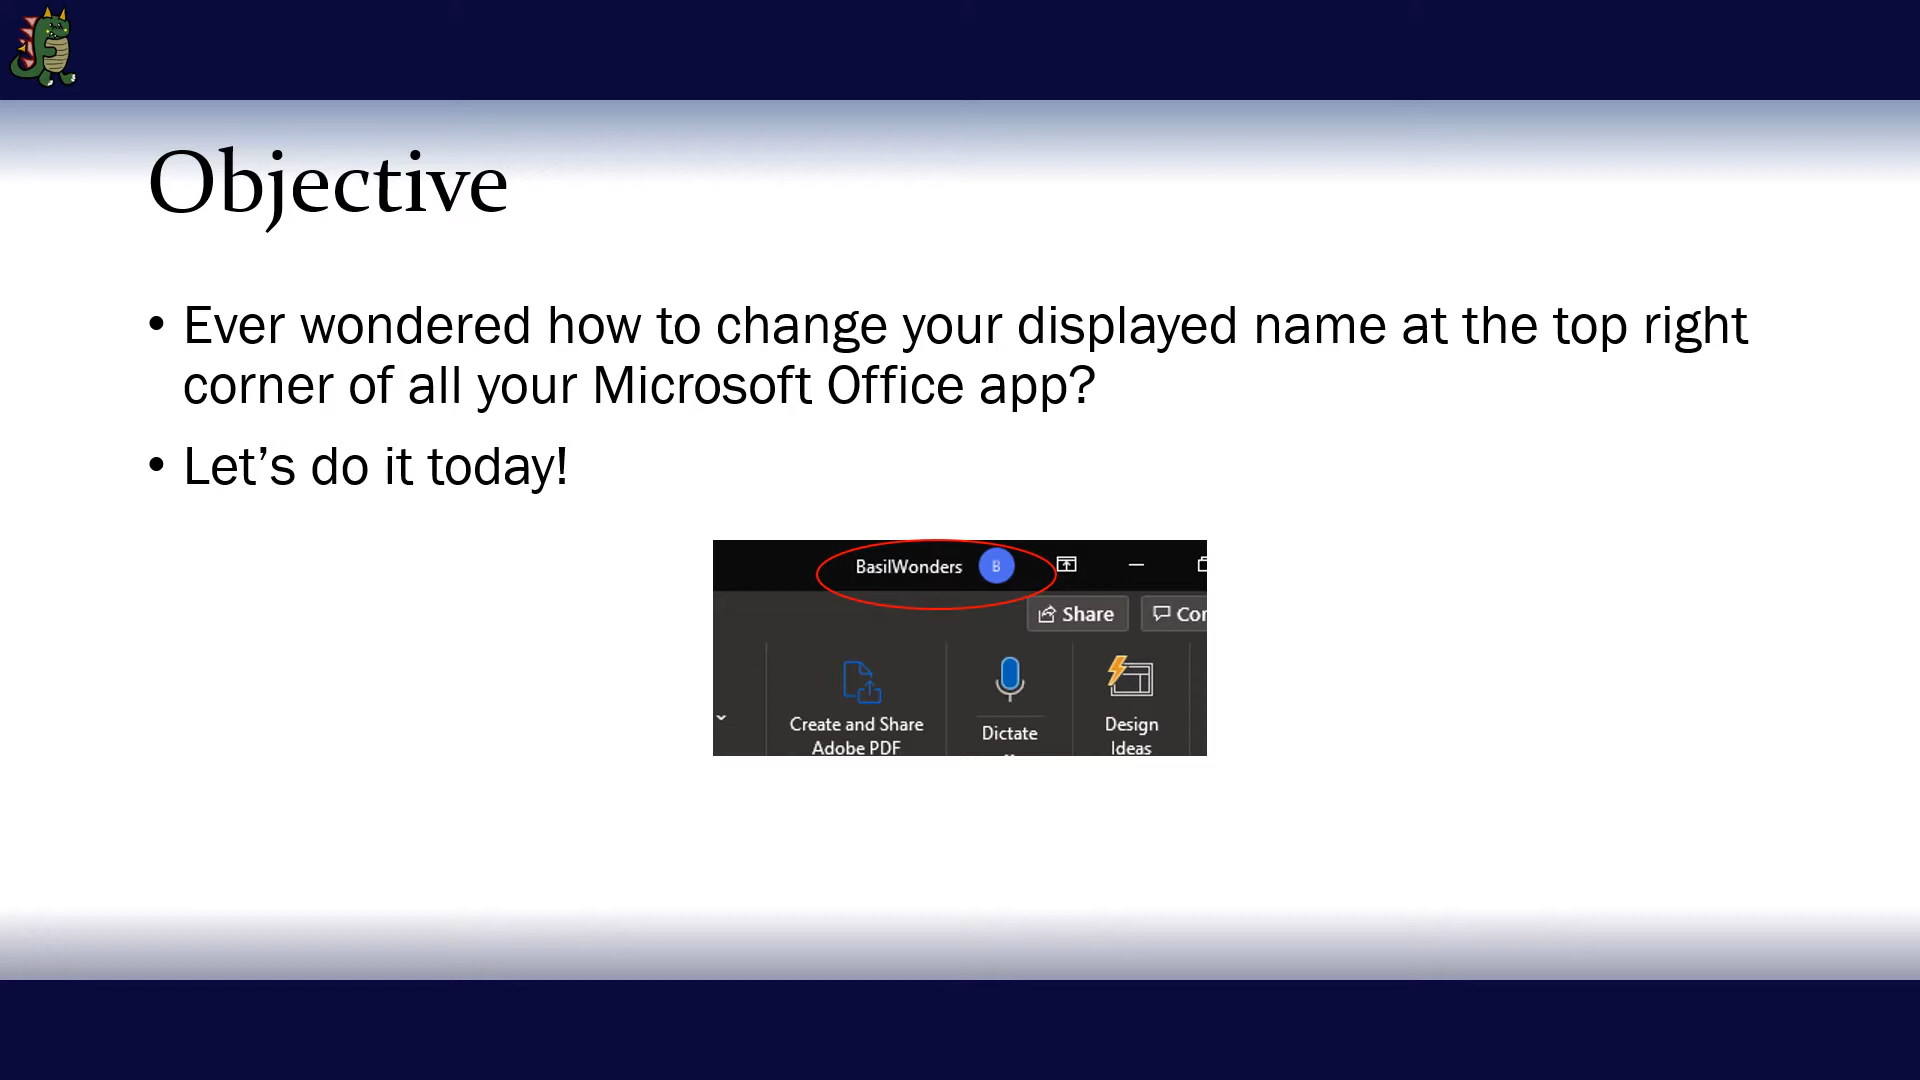 Objective
• Ever wondered how to change your displayed name at the top right
corner of all your Microsoft Office app?
• Let’s do it today!
BasilWonders B
Share Cor
Create and Share
Adobe PDF
Dictate
Design
Ideas